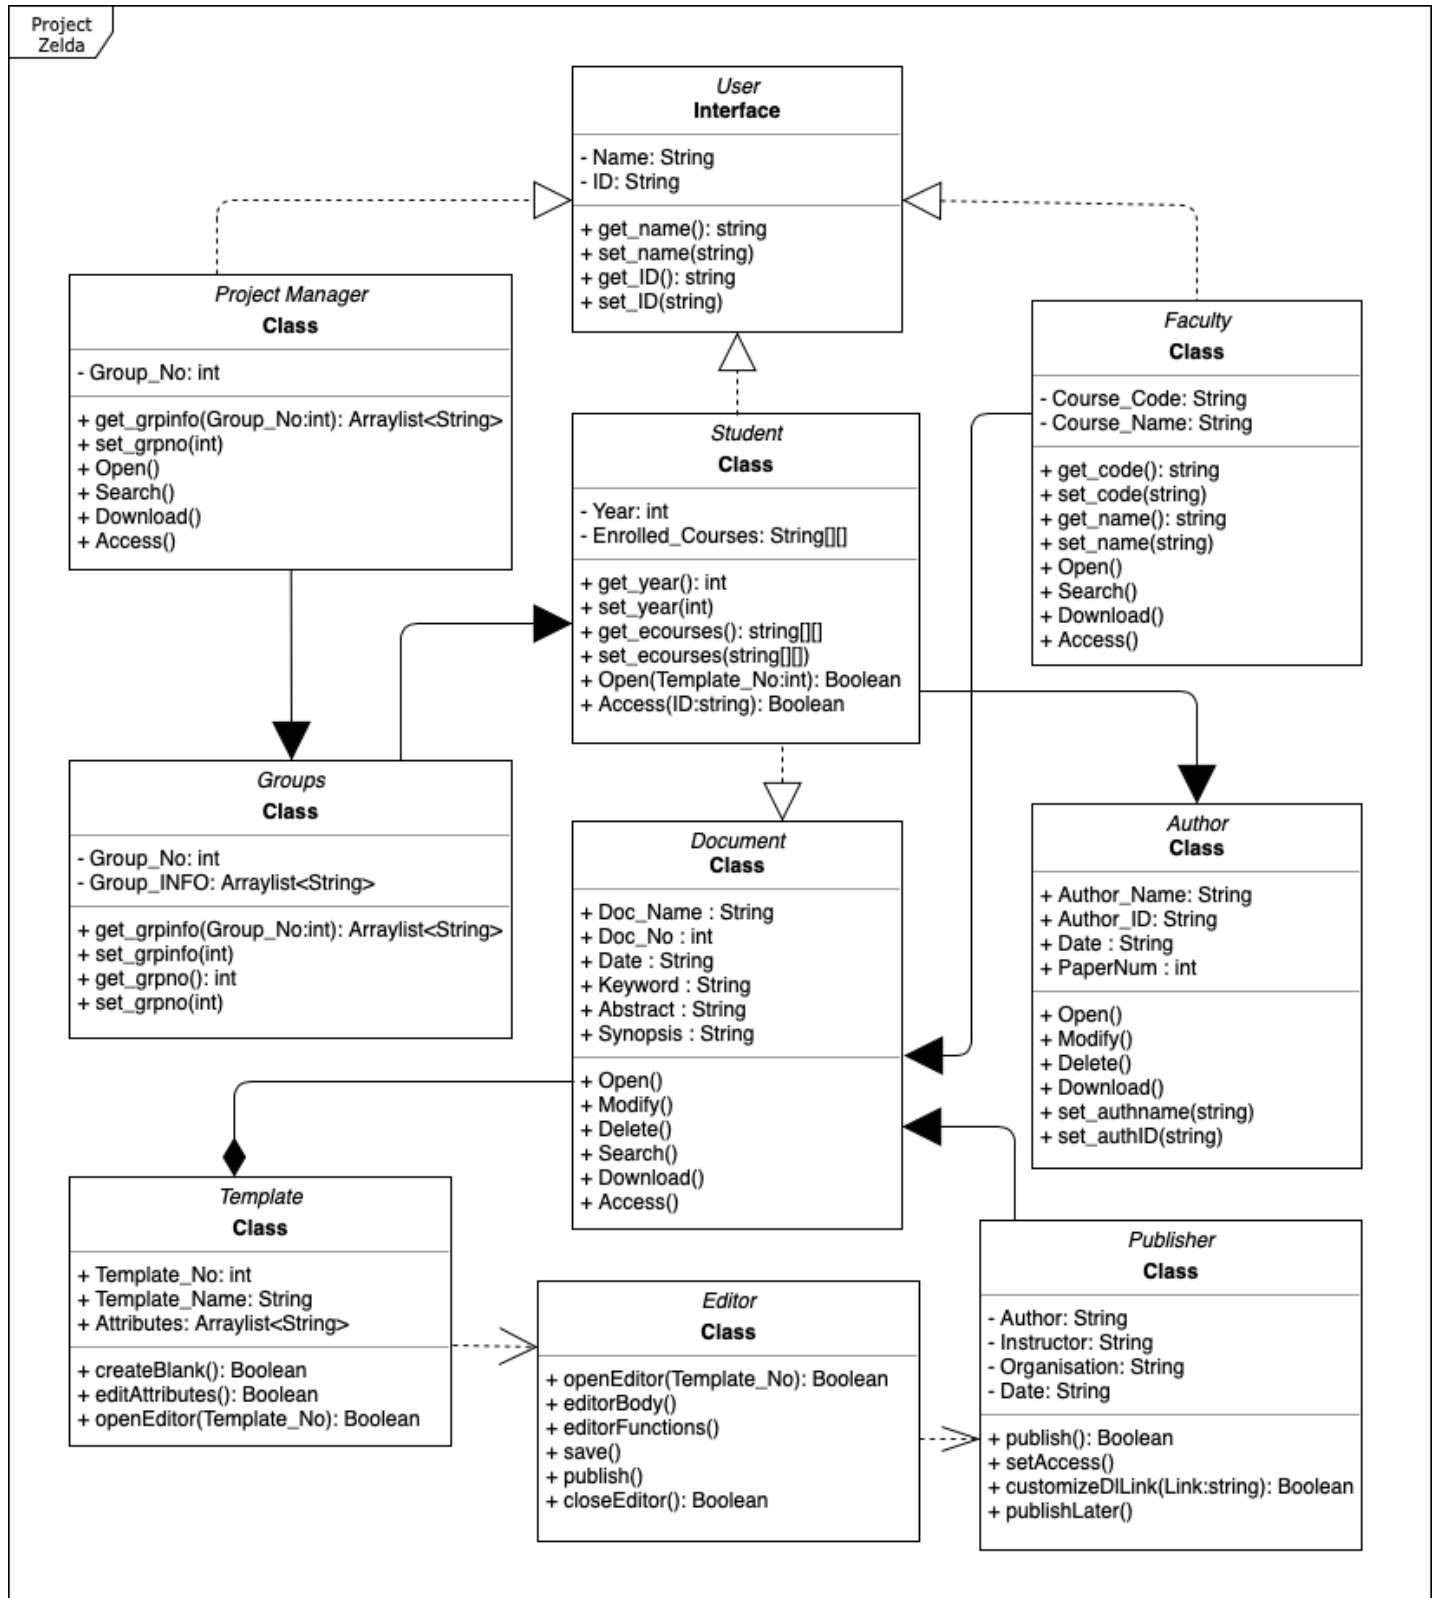 Project
Zelda
User
Interface
- Name: String
- ID: String
+ get_name(): string
+ set_name(string)
+ get_ID(): string
+ set_ID(string)
Project Manager
Class
- Group_No: int
+ get_grpinfo(Group_No:int): Arraylist<String>
+ set_grpno(int)
+ Open()
+ Search()
+ Download()
+ Access()
Student
Class
- Year: int
- Enrolled_Courses: String[][]
+ get_year(): int
+ set_year(int)
+ get_ecourses(): string[][]
+ set_ecourses(string[][])
+ Open(Template_No:int): Boolean
+ Access(ID:string): Boolean
Faculty
Class
- Course_Code: String
- Course_Name: String
+ get_code(): string
+ set_code(string)
+ get_name(): string
+ set_name(string)
+ Open()
+ Search()
+ Download()
+ Access()
Groups
Class
- Group_No: int
- Group_INFO: Arraylist<String>
+ get_grpinfo(Group_No:int): Arraylist<String>
+ set_grpinfo(int)
+ get_grpno(): int
+ set_grpno(int)
Document
Class
+ Doc_Name : String
+ Doc_No : int
+ Date : String
+ Keyword : String
+ Abstract : String
+ Synopsis : String
+ Open()
+ Modify()
+ Delete()
+ Search()
+ Download()
+ Access()
Author
Class
+ Author_Name: String
+ Author_ID: String
+ Date : String
+ PaperNum : int
+ Open()
+ Modify()
+ Delete()
+ Download()
+ set_authname(string)
+ set_authID(string)
Template
Class
+ Template_No: int
+ Template_Name: String
+ Attributes: Arraylist<String>
+ createBlank(): Boolean
+ editAttributes(): Boolean
+ openEditor(Template_No): Boolean
Editor
Class
+ openEditor(Template_No): Boolean
+ editorBody()
+ editorFunctions()
+ save()
+ publish()
+ closeEditor(): Boolean
Publisher
Class
- Author: String
- Instructor: String
- Organisation: String
- Date: String
+ publish(): Boolean
+ setAccess()
+ customizeDlLink(Link:string): Boolean
+ publishLater()